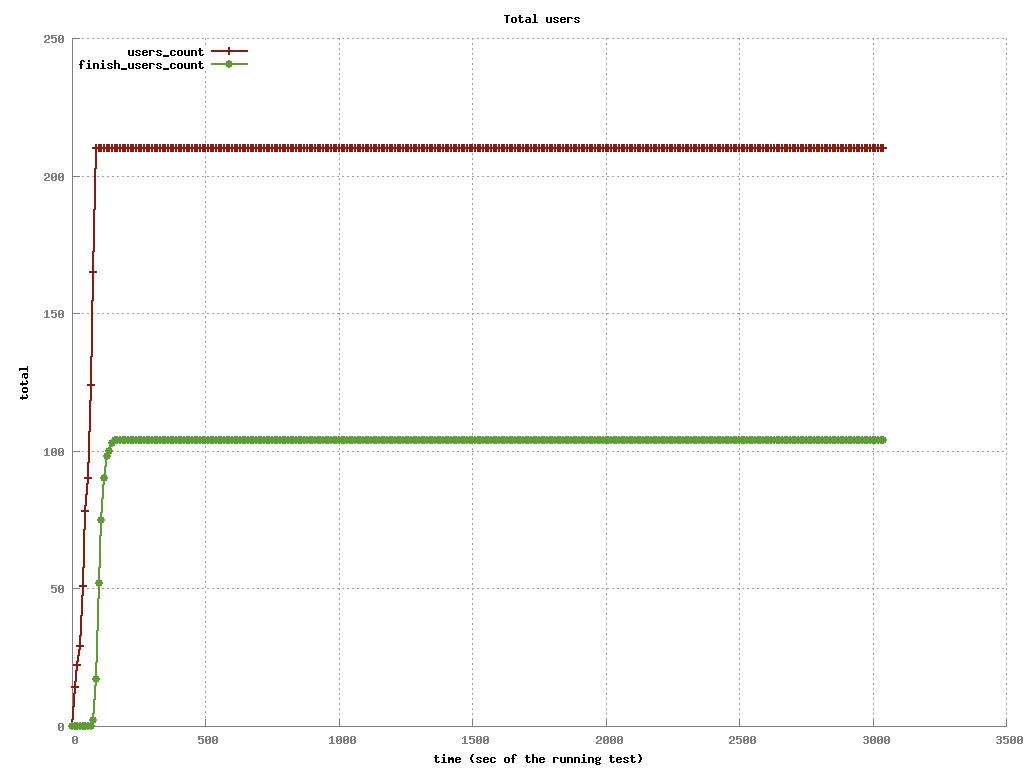 Total users
users_count
finish_users_count
250
200
150
100
50
0
total
0 500 1000 1500 2000 2500 3000 3500
time (sec of the running test)